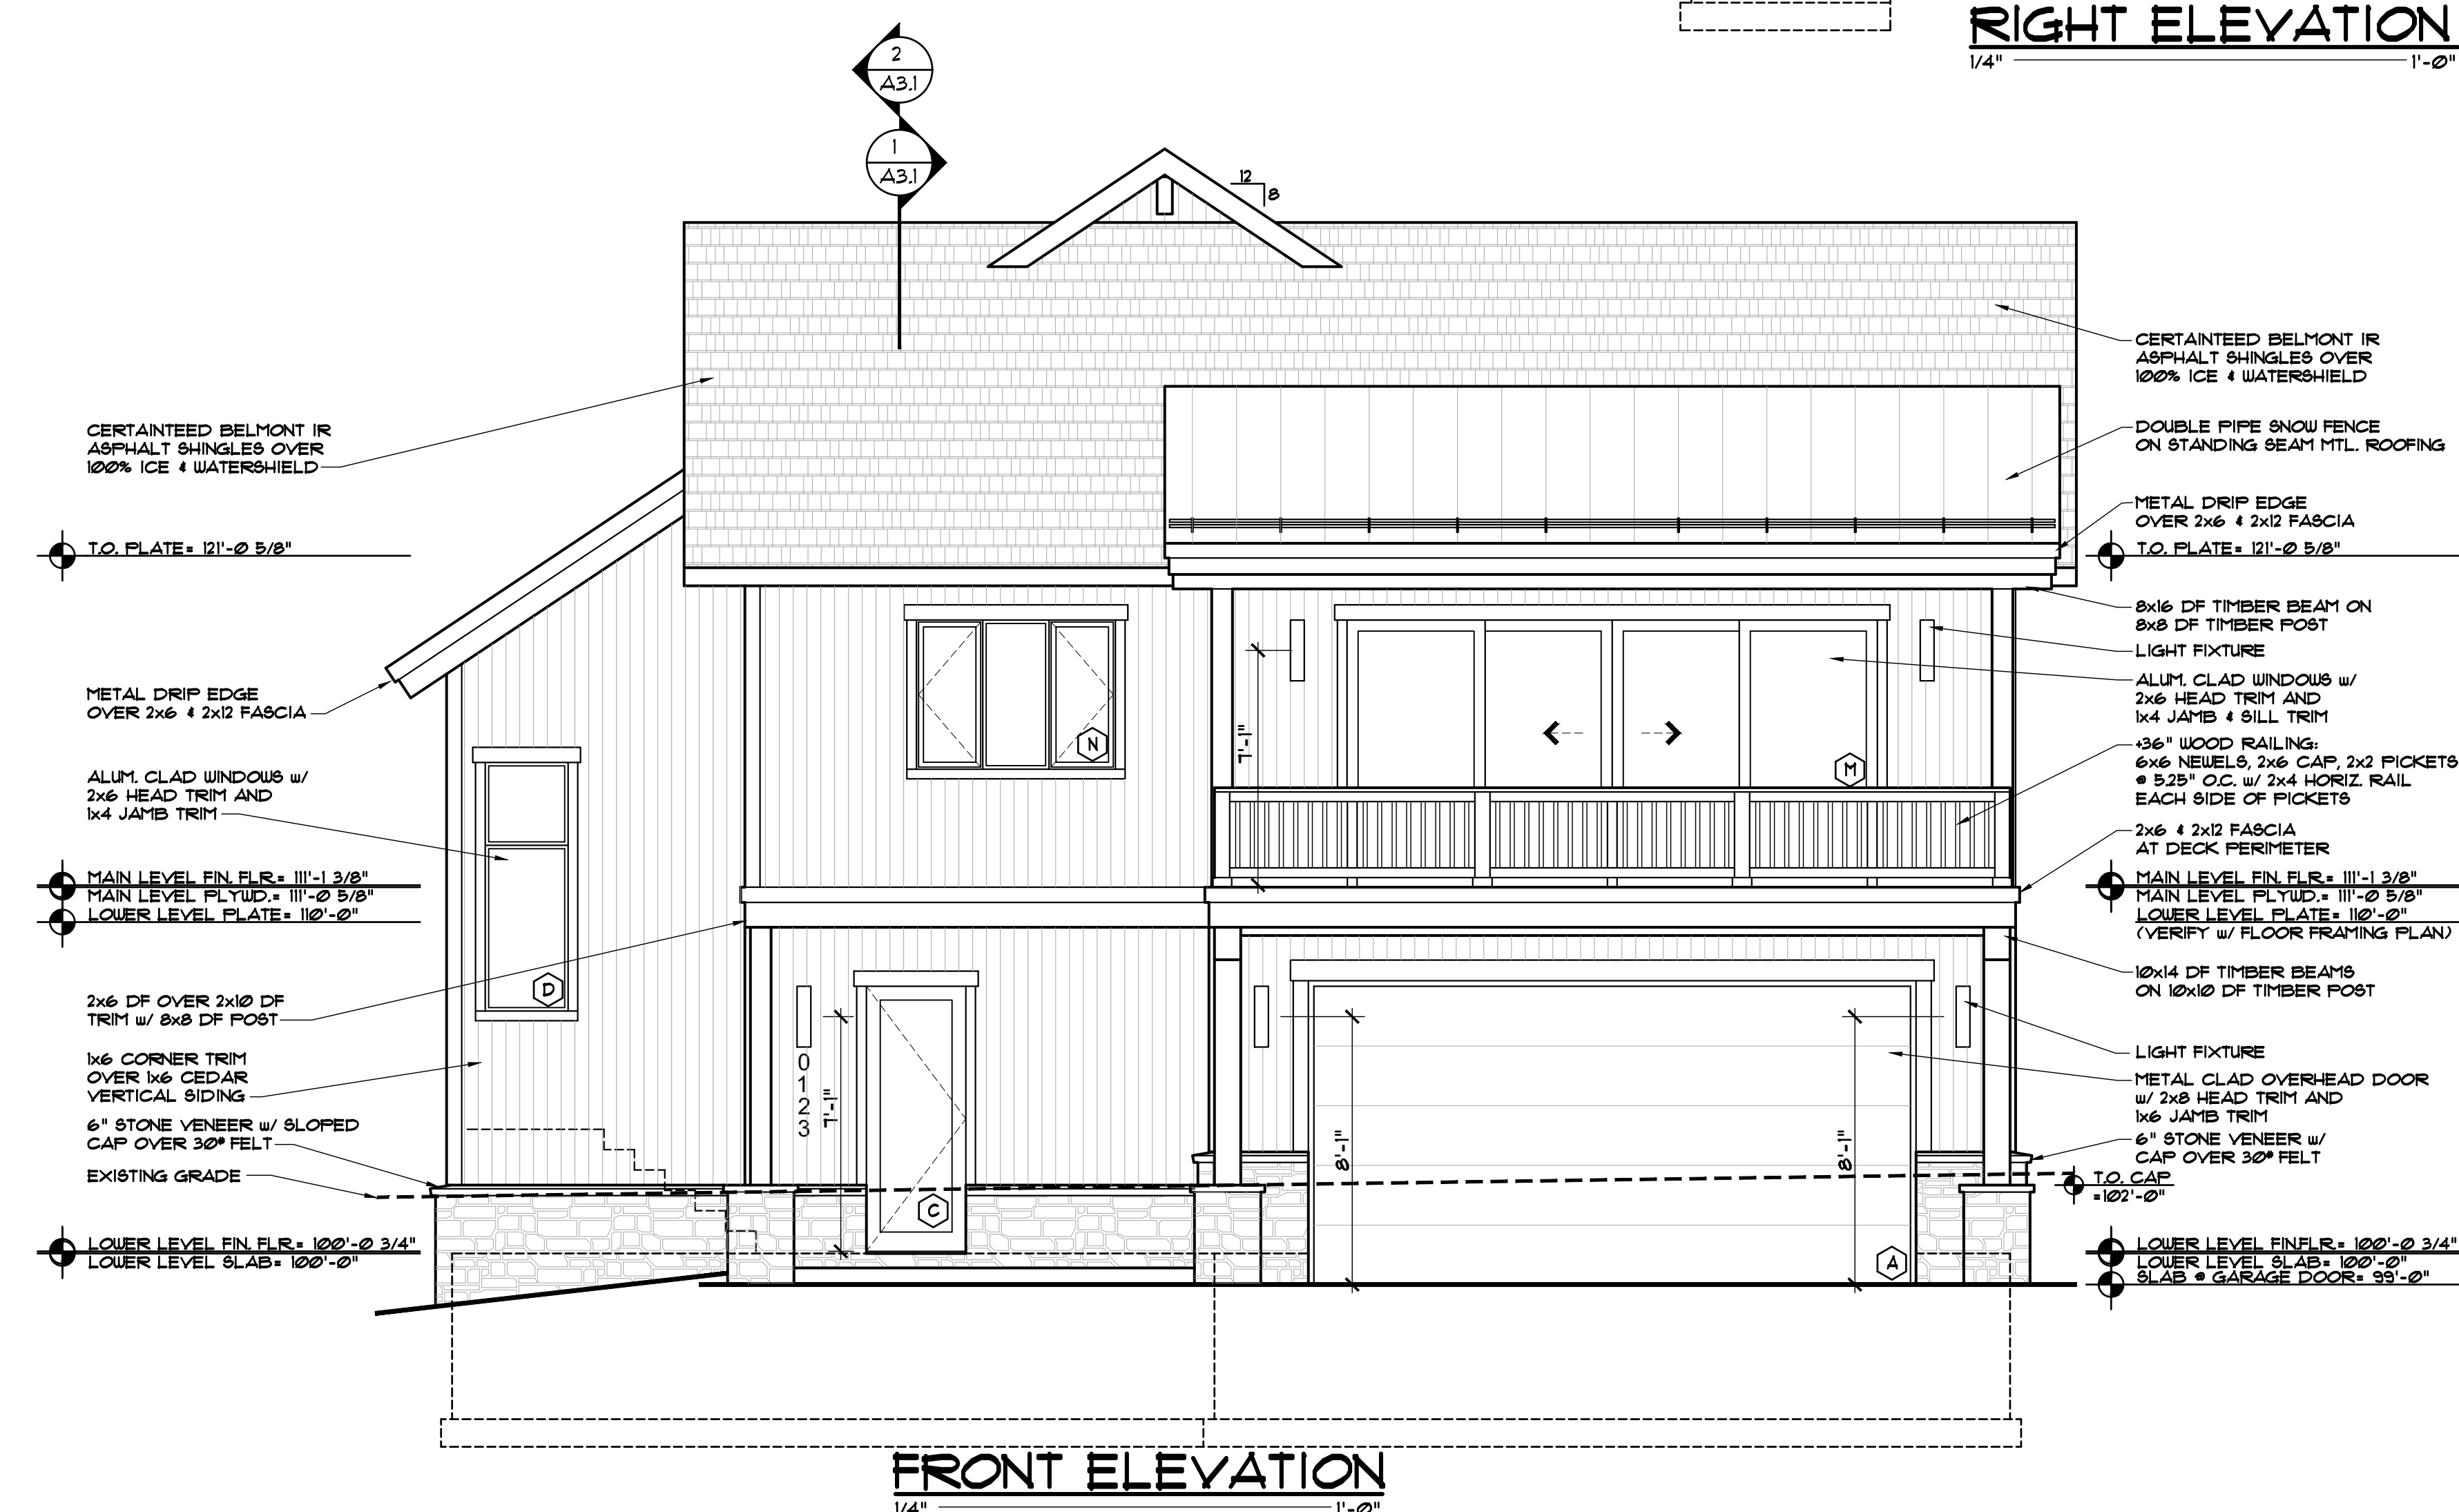 RIGHT ELEVATION
1/4" 1'-0"
2
A3.1
1
A3.1
12
8
CERTAINTEED BELMONT IR
ASPHALT SHINGLES OVER
100% ICE & WATERSHIELD
T.O. PLATE= 121'-0 5/8"
METAL DRIP EDGE
OVER 2x6 & 2x12 FASCIA
ALUM. CLAD WINDOWS w/
2x6 HEAD TRIM AND
1x4 JAMB TRIM
MAIN LEVEL FIN. FLR.= 111'-1 3/8"
MAIN LEVEL PLYWD.= 111'-0 5/8"
LOWER LEVEL PLATE= 110'-0"
2x6 DF OVER 2x10 DF
TRIM w/ 8x8 DF POST
1x6 CORNER TRIM
OVER 1x6 CEDAR
VERTICAL SIDING
6" STONE VENEER w/ SLOPED
CAP OVER 30# FELT
EXISTING GRADE
LOWER LEVEL FIN. FLR.= 100'-0 3/4"
LOWER LEVEL SLAB= 100'-0"
N
D
M
7'-1"
0
1
2
3
7'-1"
C
8'-1"
8'-1"
A
CERTAINTEED BELMONT IR
ASPHALT SHINGLES OVER
100% ICE & WATERSHIELD
DOUBLE PIPE SNOW FENCE
ON STANDING SEAM MTL. ROOFING
METAL DRIP EDGE
OVER 2x6 & 2x12 FASCIA
T.O. PLATE= 121'-0 5/8"
8x16 DF TIMBER BEAM ON
8x8 DF TIMBER POST
LIGHT FIXTURE
ALUM. CLAD WINDOWS w/
2x6 HEAD TRIM AND
1x4 JAMB & SILL TRIM
+36" WOOD RAILING:
6x6 NEWELS, 2x6 CAP, 2x2 PICKETS
@ 5.25" O.C. w/ 2x4 HORIZ. RAIL
EACH SIDE OF PICKETS
2x6 & 2x12 FASCIA
AT DECK PERIMETER
MAIN LEVEL FIN. FLR.= 111'-1 3/8"
MAIN LEVEL PLYWD.= 111'-0 5/8"
LOWER LEVEL PLATE= 110'-0"
(VERIFY w/ FLOOR FRAMING PLAN)
10x14 DF TIMBER BEAMS
ON 10x10 DF TIMBER POST
LIGHT FIXTURE
METAL CLAD OVERHEAD DOOR
w/ 2x8 HEAD TRIM AND
1x6 JAMB TRIM
6" STONE VENEER w/
CAP OVER 30# FELT
T.O. CAP
=102'-0"
LOWER LEVEL FIN.FLR.= 100'-0 3/4"
LOWER LEVEL SLAB= 100'-0"
SLAB @ GARAGE DOOR= 99'-0"
FRONT ELEVATION
1/4" 1'-0"